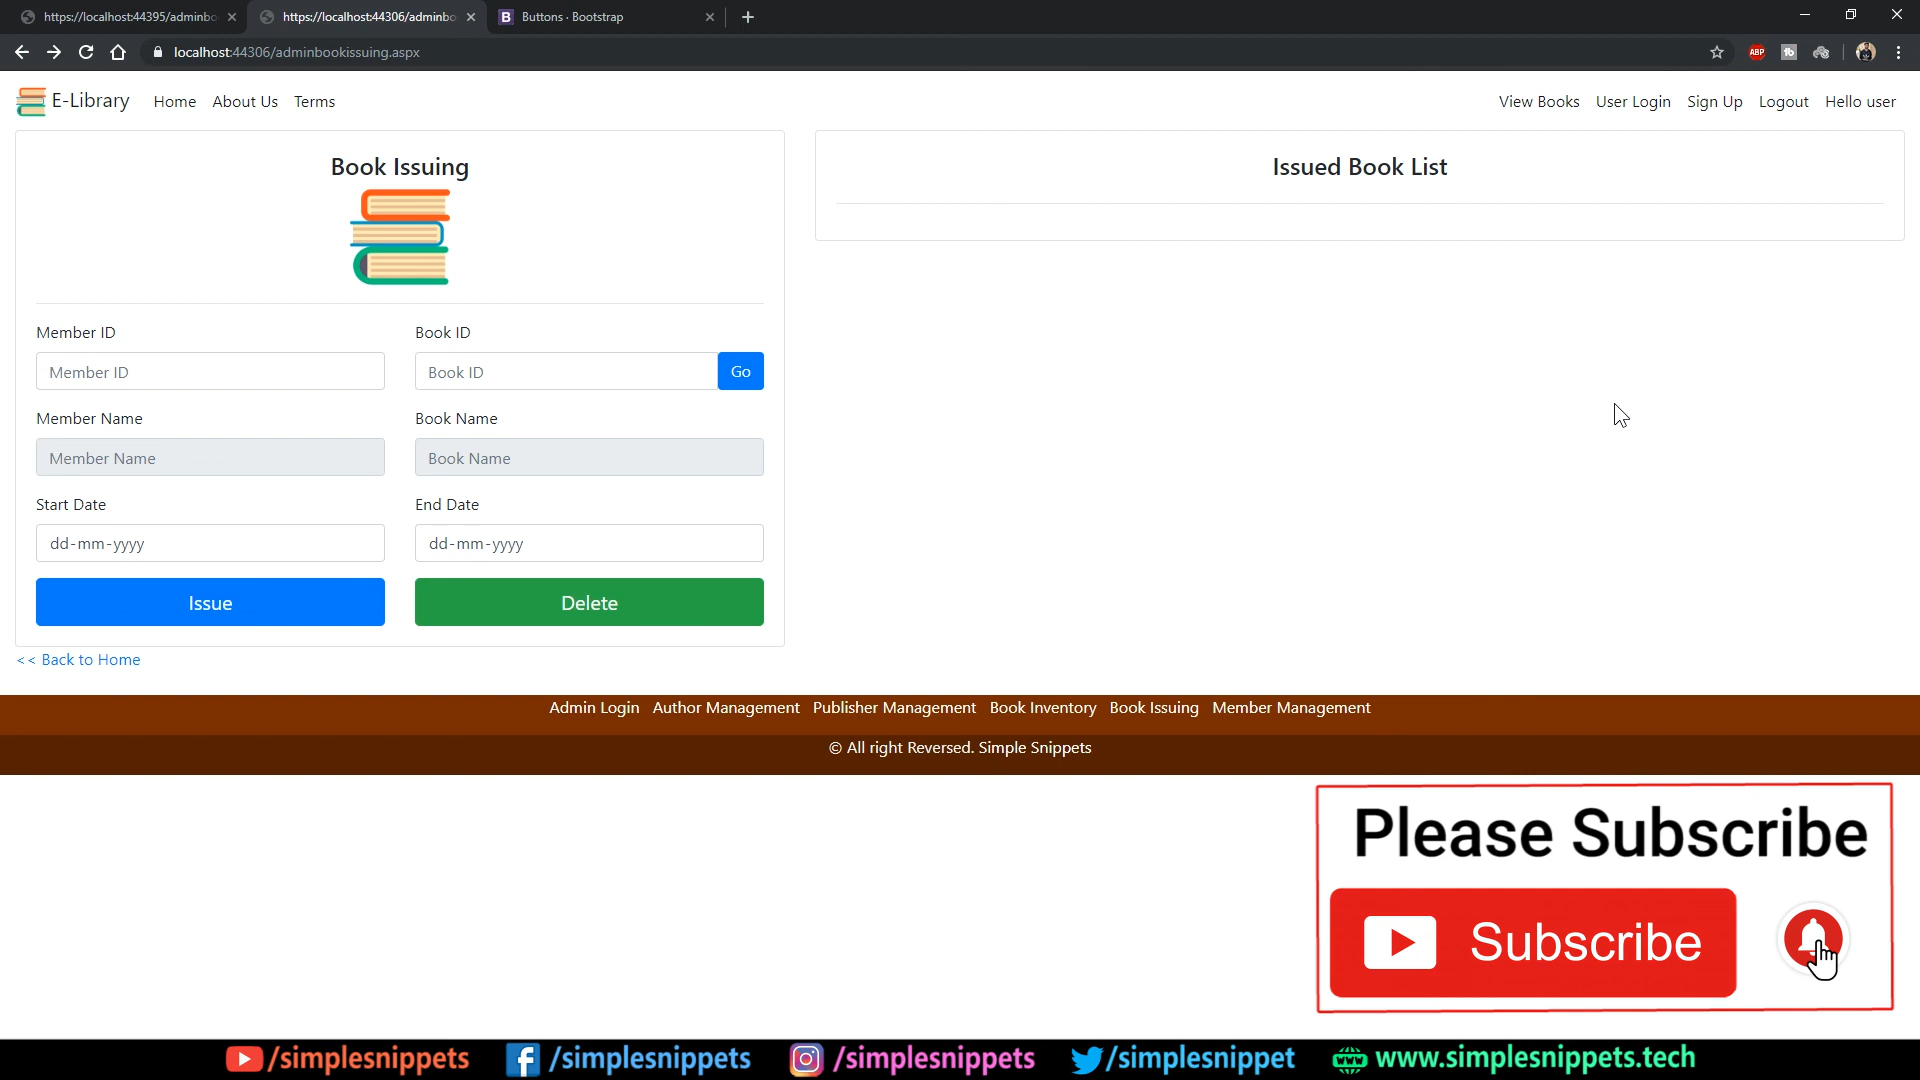 https://localhost:44395/adminbo
https://localhost:44306/adminbo
B Buttons · Bootstrap
localhost:44306/adminbookissuing.aspx
ABP
E-Library Home About Us Terms
View Books User Login Sign Up Logout Hello user
Book Issuing
Issued Book List
Member ID Book ID
Member ID Book ID Go
Member Name Book Name
Member Name Book Name
Start Date End Date
dd-mm-yyyy dd-mm-yyyy
Issue Delete
<< Back to Home
Admin Login Author Management Publisher Management Book Inventory Book Issuing Member Management
© All right Reversed. Simple Snippets
Please Subscribe
Subscribe
/simplesnippets /simplesnippets /simplesnippets /simplesnippet www.simplesnippets.tech